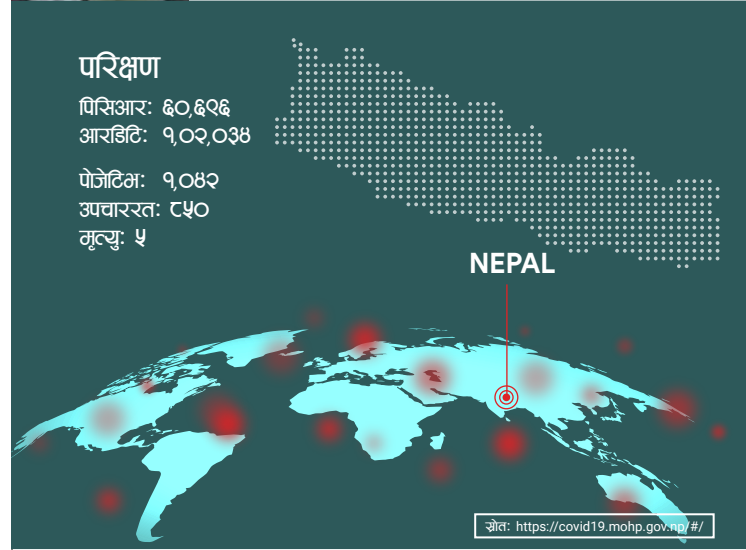 परिक्षण
पिसिआर: ६०,६९६
आरडिटि: १,०२,०३४
पोजेटिभ: १,०४२
उपचाररत: ८५०
मृत्यु: ५
NEPAL
स्रोत: https://covid19.mohp.gov.np/#/